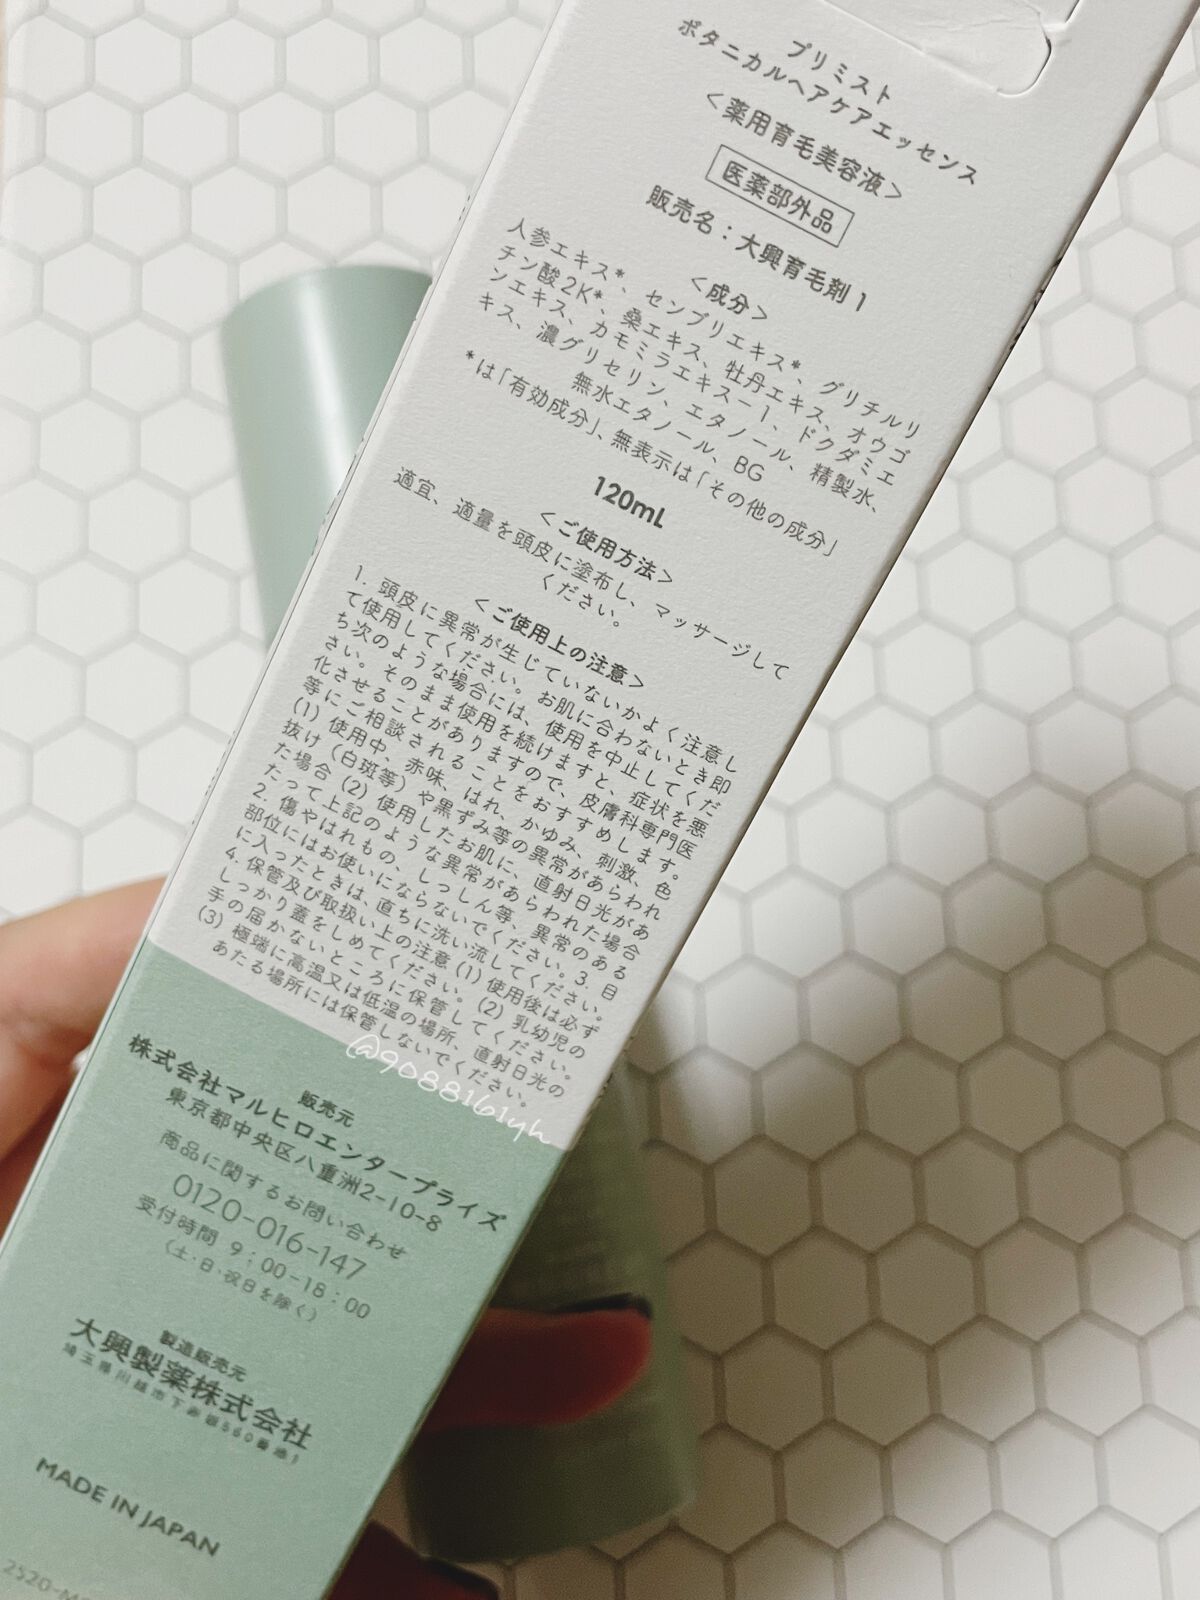 プリミスト
ボタニカルヘアケアエッセンス
＜薬用育毛美容液＞
医薬部外品
販売名：大興育毛剤1
＜成分＞
人参エキス*、センブリエキス*、グリチルリ
チン酸2K*、桑エキス、牡丹エキス、オウゴ
ンエキス、カモミラエキスー1、ドクダミエ
キス、濃グリセリン、エタノール、精製水、
無水エタノール、BG
*は「有効成分」、無表示は「その他の成分」
120mL
＜ご使用方法＞
適宜、適量を頭皮に塗布し、マッサージして
ください。
＜ご使用上の注意＞
1. 頭皮に異常が生じていないかよく注意し
て使用してください。お肌に合わないとき即
ち次のような場合には、使用を中止してくだ
さい。そのまま使用を続けますと、症状を悪
化させることがありますので、皮膚科専門医
等にご相談されることをおすすめします。
(1) 使用中、赤味、はれ、かゆみ、刺激、色
抜け（白斑等）や黒ずみ等の異常があらわれ
た場合 (2) 使用したお肌に、直射日光があ
たって上記のような異常があらわれた場合
2. 傷やはれもの、しっしん等、異常のある
部位にはお使いにならないでください。3. 目
に入ったときは、直ちに洗い流してください。
4. 保管及び取扱い上の注意 (1) 使用後は必ず
しっかり蓋をしめてください。(2) 乳幼児の
手の届かないところに保管してください。
(3) 極端に高温又は低温の場所、直射日光の
あたる場所には保管しないでください。
@9088161yh
販売元
株式会社マルヒロエンタープライズ
東京都中央区八重洲2-10-8
商品に関するお問い合わせ
0120-016-147
受付時間 9：00-18：00
（土・日・祝日を除く）
製造販売元
大興製薬株式会社
埼玉県川越市下赤坂560番地1
MADE IN JAPAN